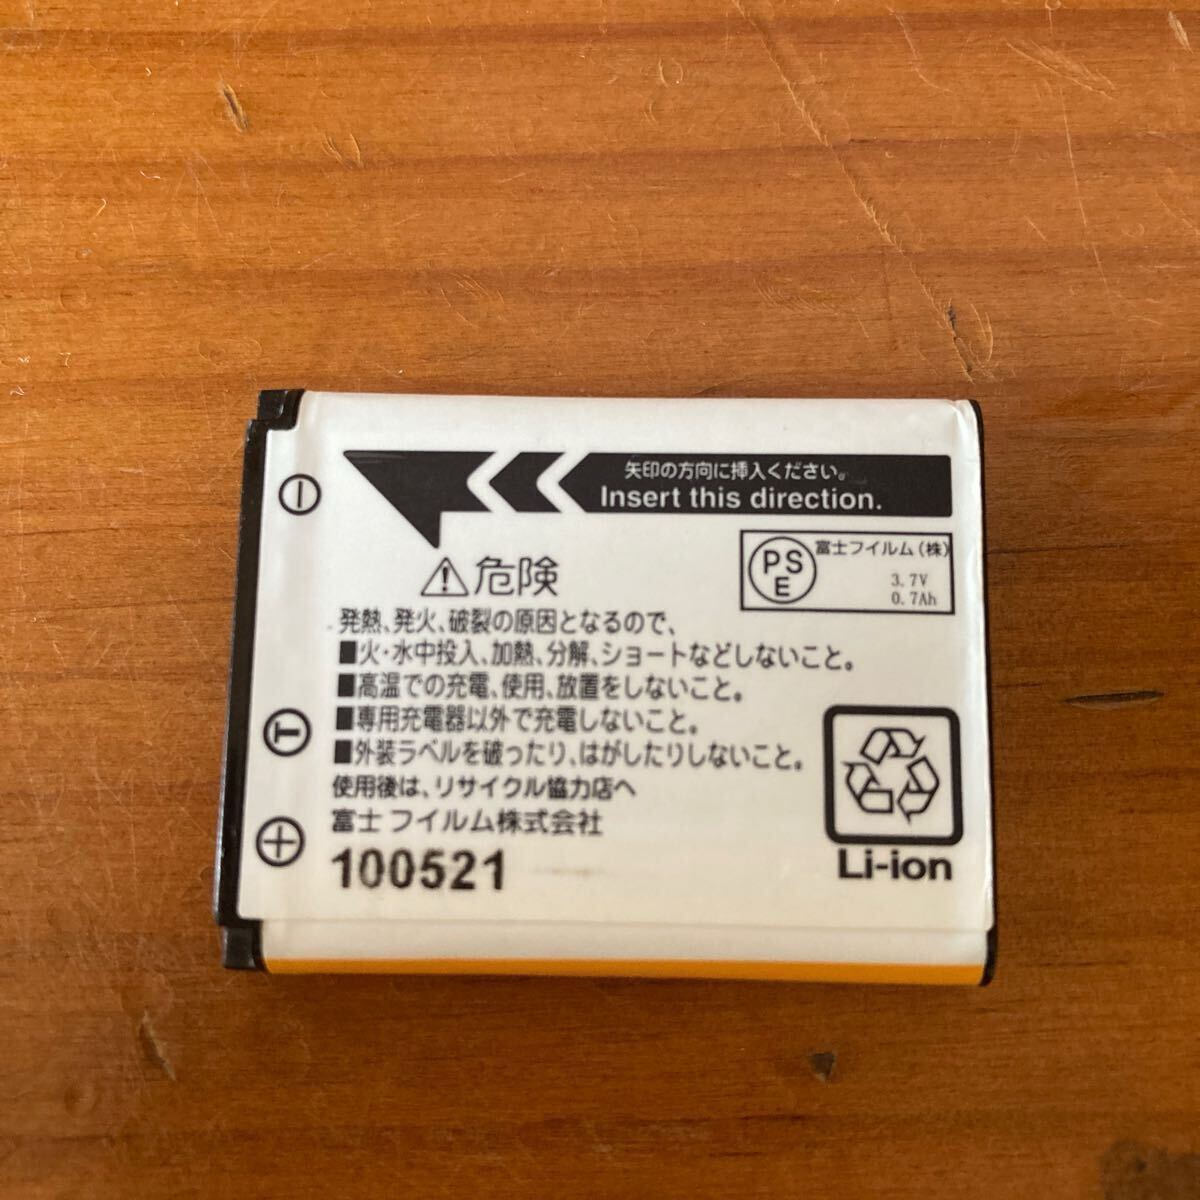 矢印の方向に挿入ください。
Insert this direction.
PS
E
富士フイルム(株)
3.7V
0.7Ah
危険
発熱、発火、破裂の原因となるので、
■火・水中投入、加熱、分解、ショートなどしないこと。
■高温での充電、使用、放置をしないこと。
■専用充電器以外で充電しないこと。
■外装ラベルを破ったり、はがしたりしないこと。
使用後は、リサイクル協力店へ
富士フイルム株式会社
100521
Li-ion
T